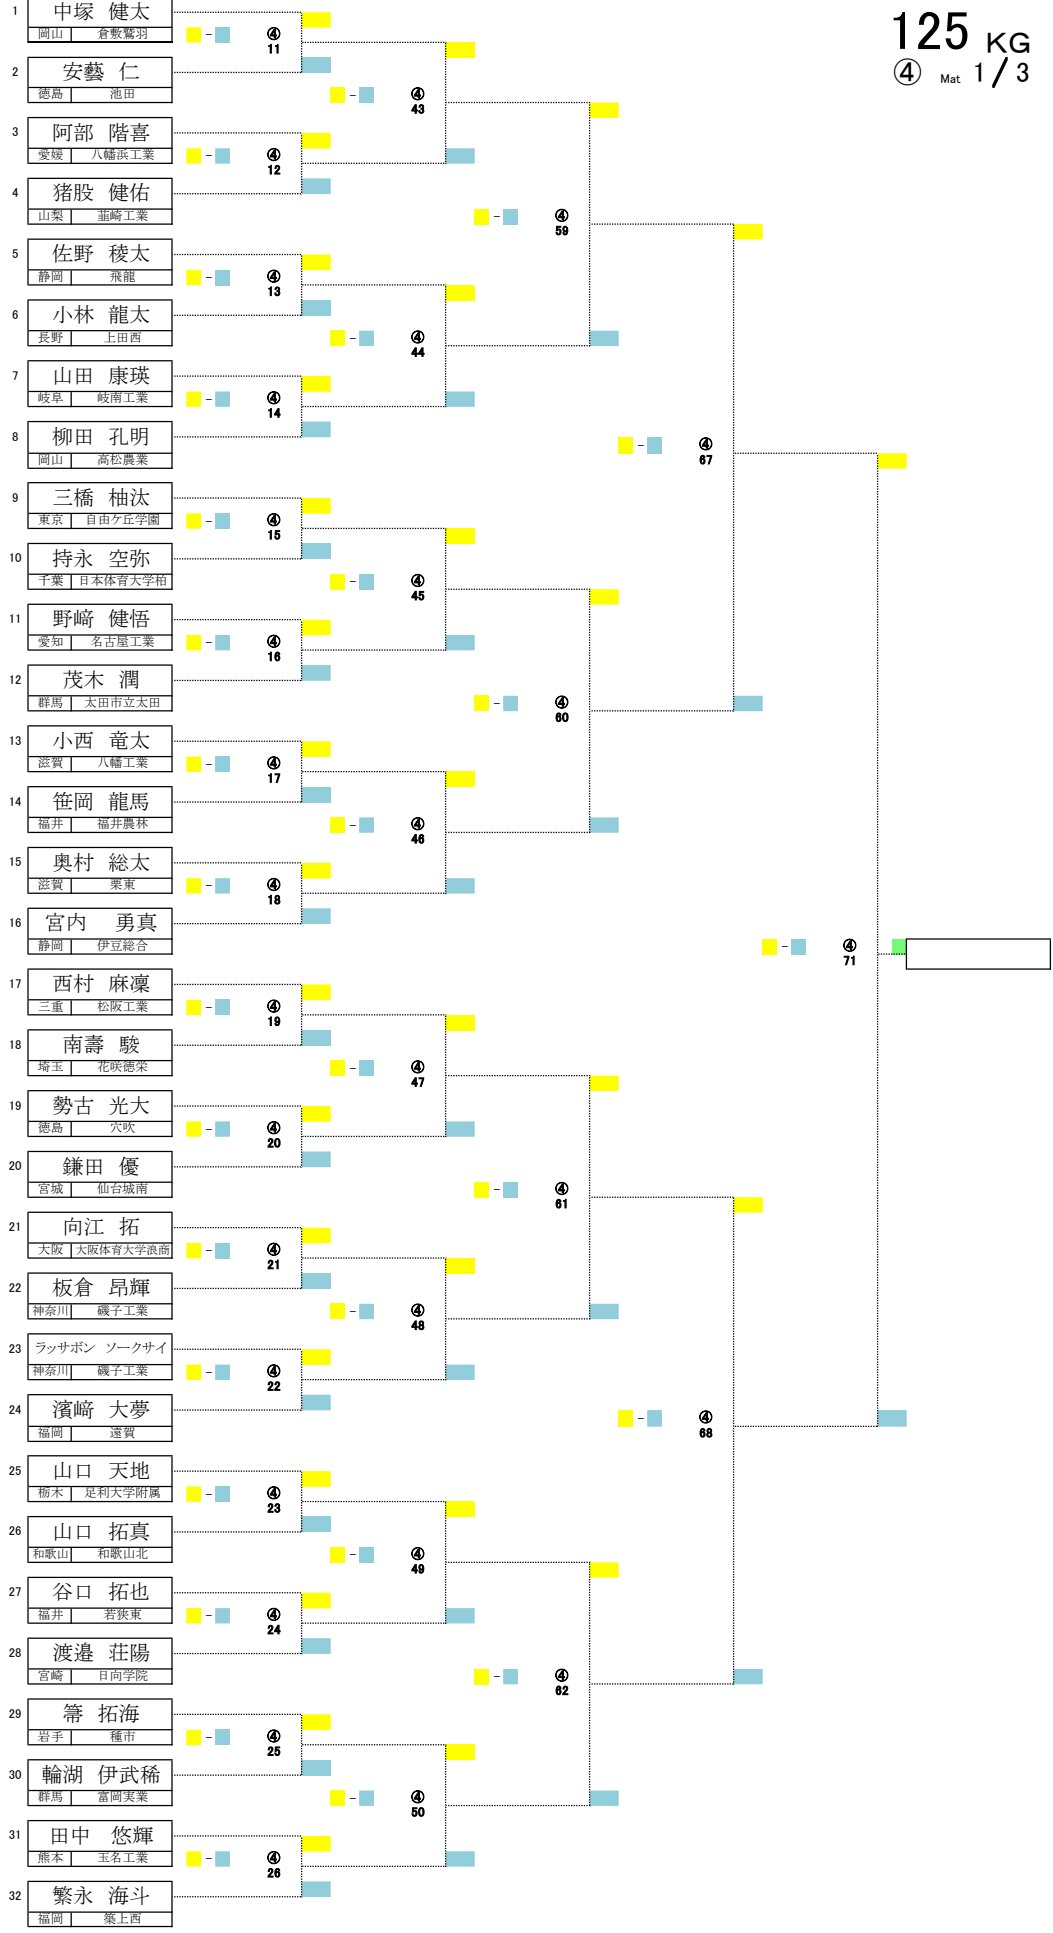 125 KG
④ Mat 1/3
1 中塚 健太
岡山 倉敷鷲羽
④
11
2 安藝 仁
徳島 池田
④
43
3 阿部 階喜
愛媛 八幡浜工業
④
12
4 猪股 健佑
山梨 韮崎工業
④
59
5 佐野 稜太
静岡 飛龍
④
13
6 小林 龍太
長野 上田西
④
44
7 山田 康瑛
岐阜 岐南工業
④
14
8 柳田 孔明
岡山 高松農業
④
67
9 三橋 柚汰
東京 自由ケ丘学園
④
15
10 持永 空弥
千葉 日本体育大学柏
④
45
11 野﨑 健悟
愛知 名古屋工業
④
16
12 茂木 潤
群馬 太田市立太田
④
60
13 小西 竜太
滋賀 八幡工業
④
17
14 笹岡 龍馬
福井 福井農林
④
46
15 奥村 総太
滋賀 栗東
④
18
16 宮内 勇真
静岡 伊豆総合
④
71
17 西村 麻凜
三重 松阪工業
④
19
18 南壽 駿
埼玉 花咲徳栄
④
47
19 勢古 光大
徳島 穴吹
④
20
20 鎌田 優
宮城 仙台城南
④
61
21 向江 拓
大阪 大阪体育大学浪商
④
21
22 板倉 昂輝
神奈川 磯子工業
④
48
23 ラッサボン ソークサイ
神奈川 磯子工業
④
22
24 濱﨑 大夢
福岡 遠賀
④
68
25 山口 天地
栃木 足利大学附属
④
23
26 山口 拓真
和歌山 和歌山北
④
49
27 谷口 拓也
福井 若狭東
④
24
28 渡邉 荘陽
宮崎 日向学院
④
62
29 箒 拓海
岩手 種市
④
25
30 輪湖 伊武稀
群馬 富岡実業
④
50
31 田中 悠輝
熊本 玉名工業
④
26
32 繁永 海斗
福岡 築上西